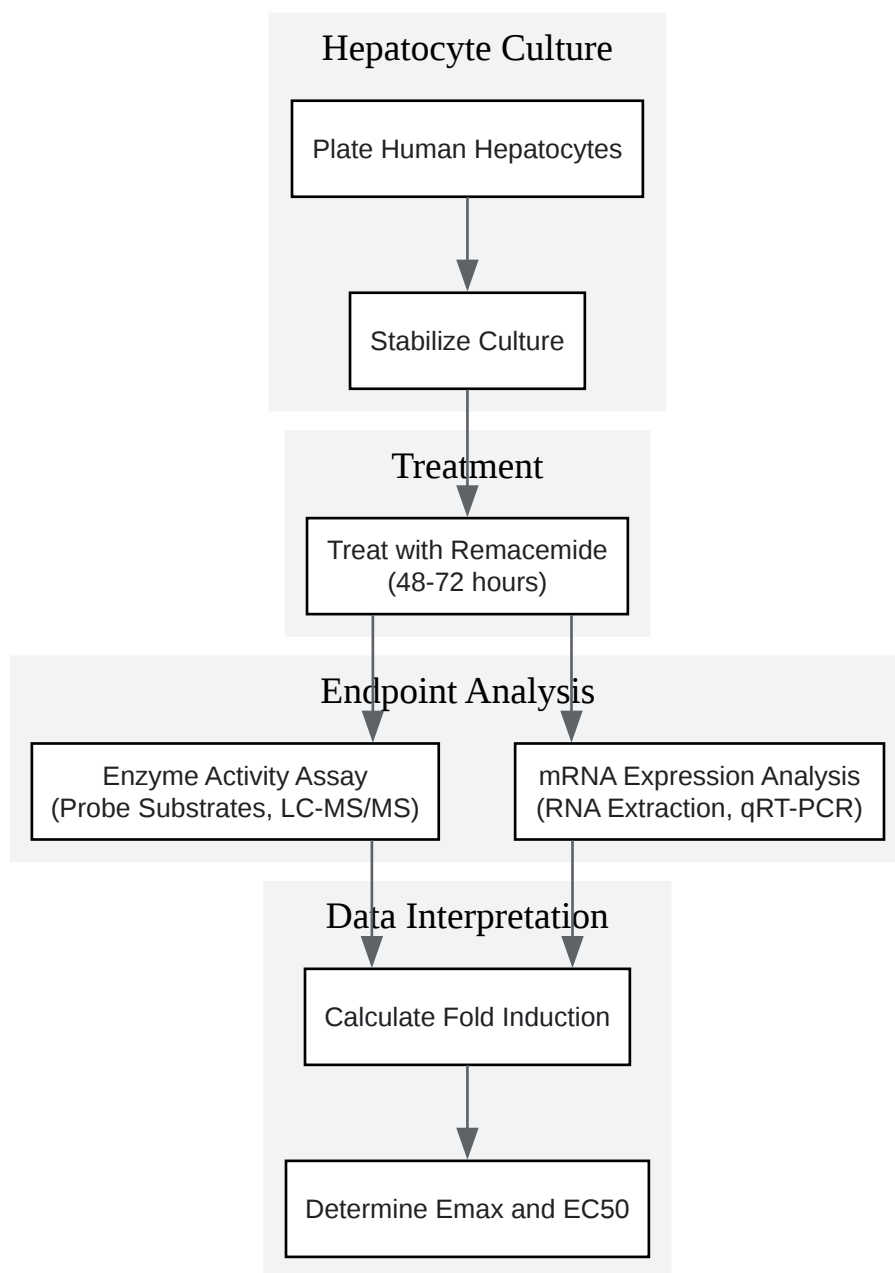 Hepatocyte Culture
Plate Human Hepatocytes
Stabilize Culture
Treatment
Treat with Remacemide
(48-72 hours)
Endpoint Analysis
Enzyme Activity Assay
(Probe Substrates, LC-MS/MS)
mRNA Expression Analysis
(RNA Extraction, qRT-PCR)
Data Interpretation
Calculate Fold Induction
Determine Emax and EC50